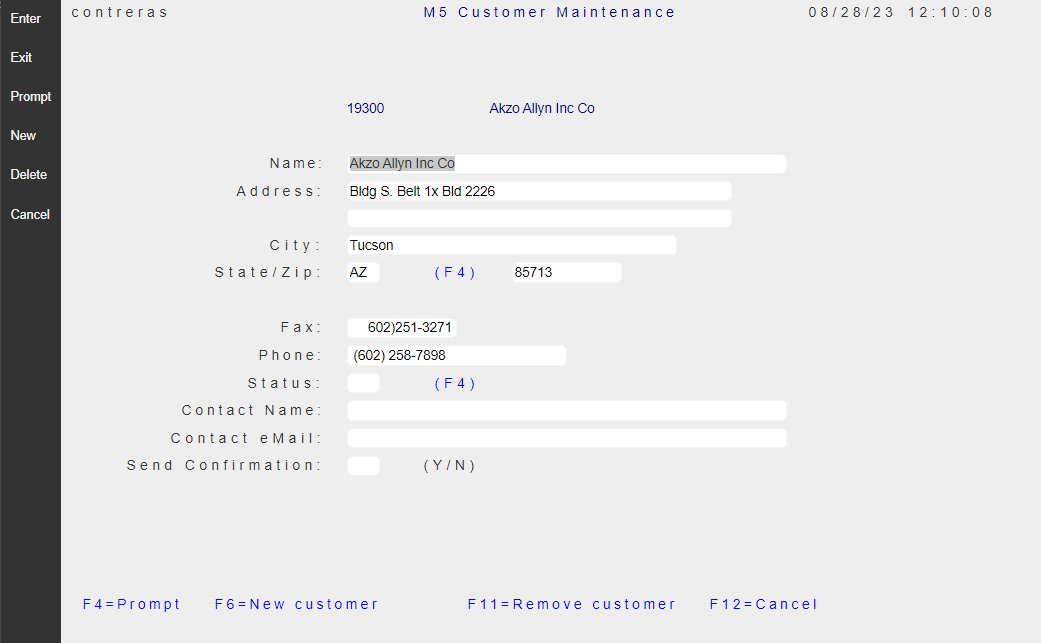 Enter
Exit
Prompt
New
Delete
Cancel
contreras M5 Customer Maintenance 08/28/23 12:10:08
19300 Akzo Allyn Inc Co
Name: Akzo Allyn Inc Co
Address: Bldg S. Belt 1x Bld 2226
City: Tucson
State/Zip: AZ (F4) 85713
Fax: 602)251-3271
Phone: (602) 258-7898
Status: (F4)
Contact Name:
Contact eMail:
Send Confirmation: (Y/N)
F4=Prompt F6=New customer F11=Remove customer F12=Cancel